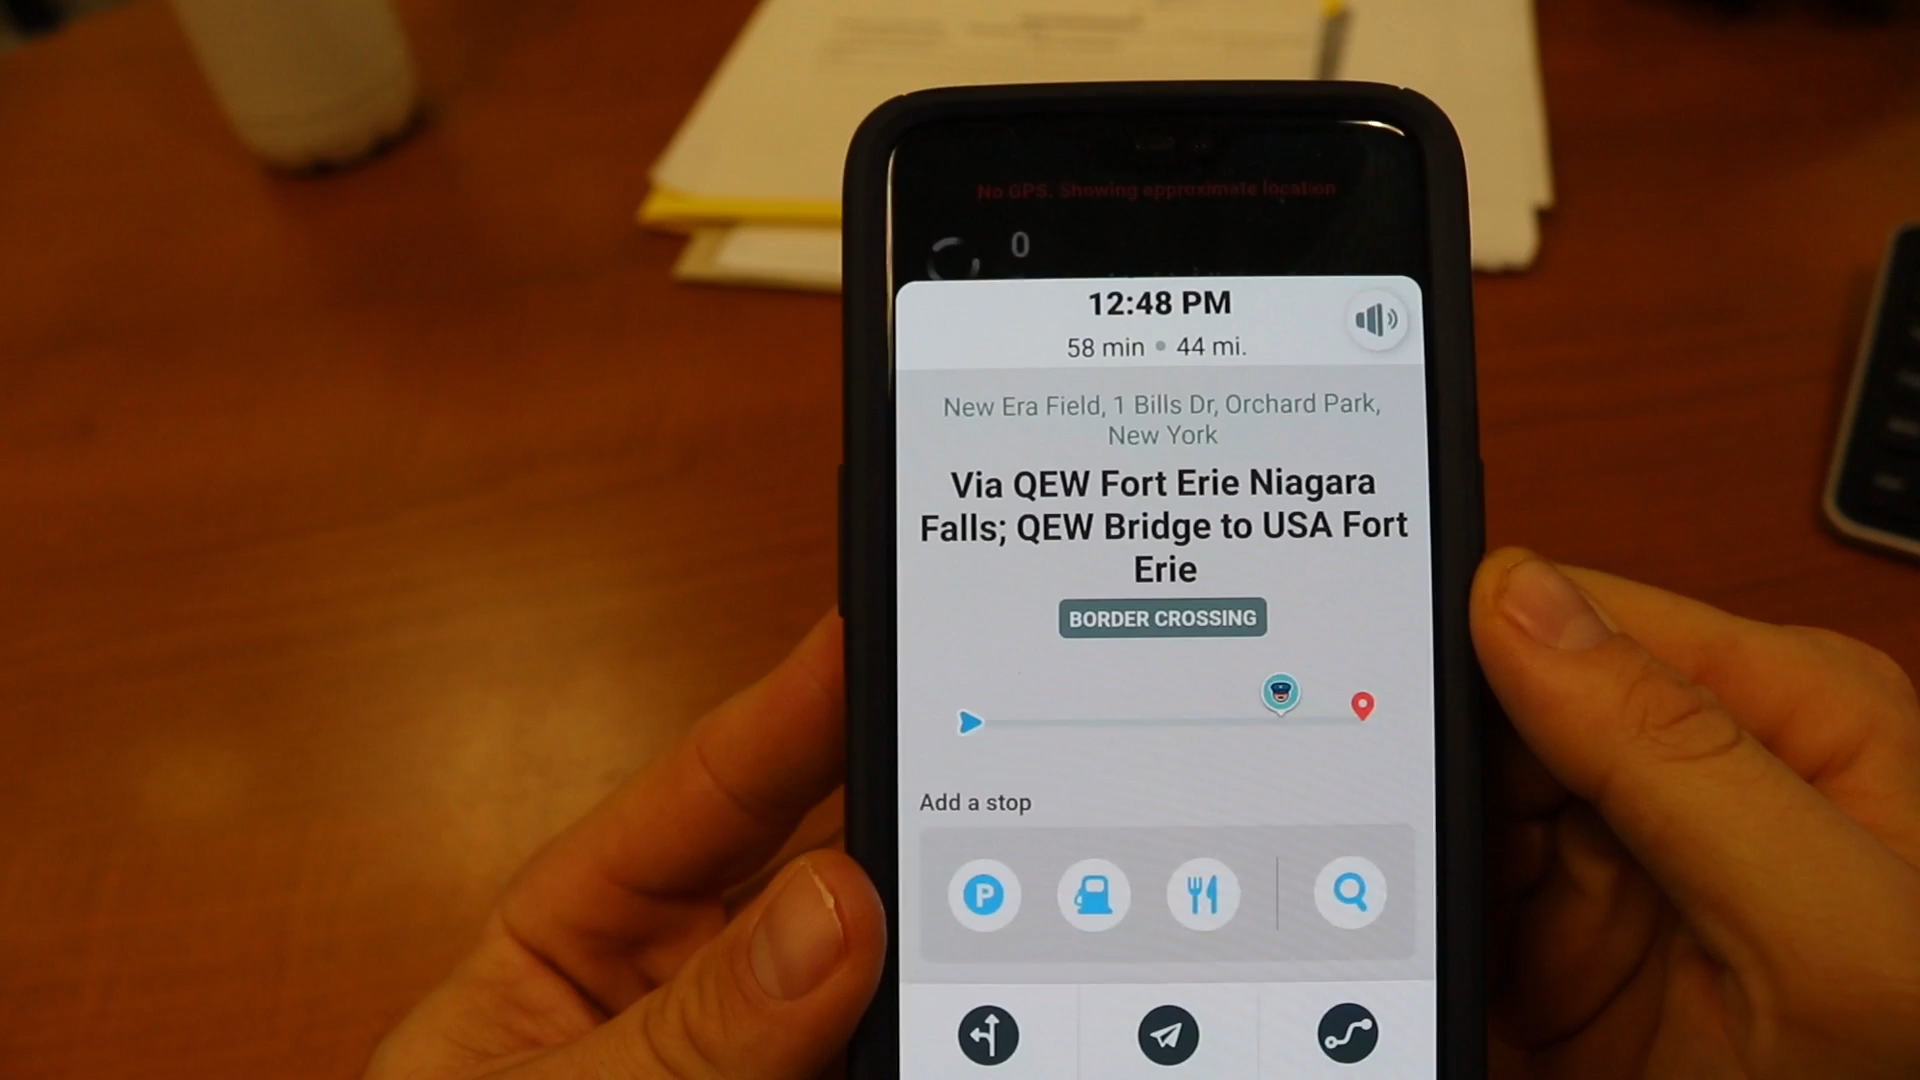 No GPS. Showing approximate location
0
12:48 PM
58 min • 44 mi.
New Era Field, 1 Bills Dr, Orchard Park,
New York
Via QEW Fort Erie Niagara
Falls; QEW Bridge to USA Fort
Erie
BORDER CROSSING
Add a stop
P